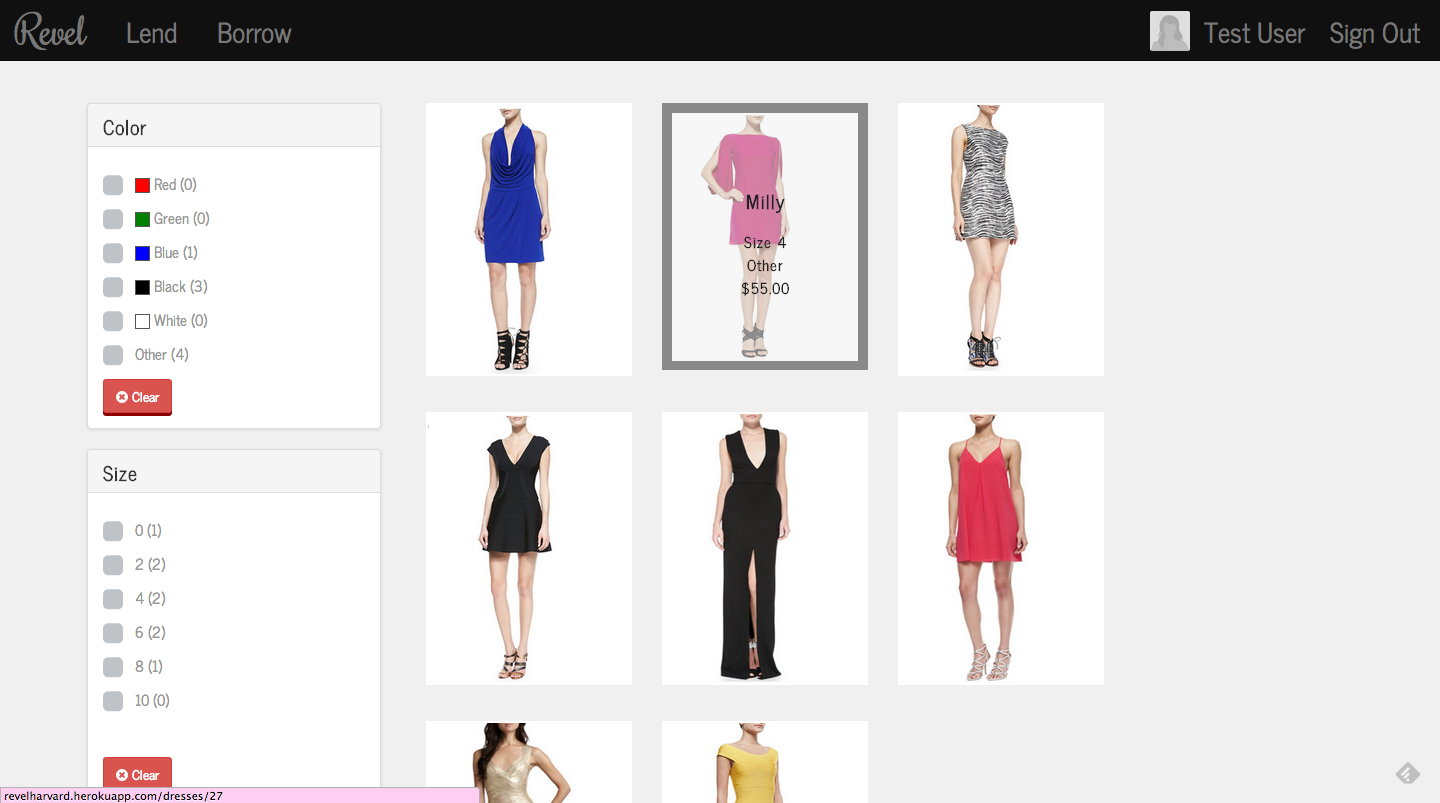 Revel Lend Borrow Test User Sign Out
Color
Red (0)
Green (0)
Blue (1)
Black (3)
White (0)
Other (4)
Clear
Size
0 (1)
2 (2)
4 (2)
6 (2)
8 (1)
10 (0)
Clear
Milly
Size 4
Other
$55.00
revelharvard.herokuapp.com/dresses/27